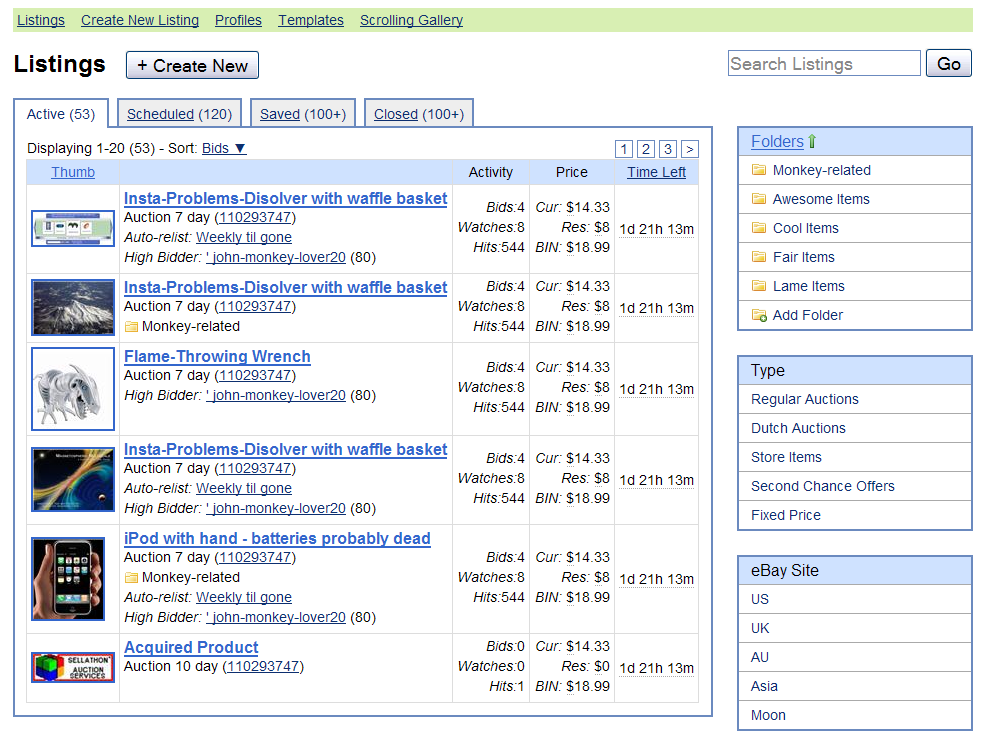 Listings Create New Listing Profiles Templates Scrolling Gallery
Listings + Create New Search Listings Go
Active (53) Scheduled (120) Saved (100+) Closed (100+)
Displaying 1-20 (53) - Sort: Bids ▼ 1 2 3 >
Thumb Activity Price Time Left
Insta-Problems-Disolver with waffle basket
Auction 7 day (110293747)
Auto-relist: Weekly til gone
High Bidder: ' john-monkey-lover20 (80)
Bids:4 Cur: $14.33
Watches:8 Res: $8
Hits:544 BIN: $18.99
1d 21h 13m
Insta-Problems-Disolver with waffle basket
Auction 7 day (110293747)
Monkey-related
Bids:4 Cur: $14.33
Watches:8 Res: $8
Hits:544 BIN: $18.99
1d 21h 13m
Flame-Throwing Wrench
Auction 7 day (110293747)
High Bidder: ' john-monkey-lover20 (80)
Bids:4 Cur: $14.33
Watches:8 Res: $8
Hits:544 BIN: $18.99
1d 21h 13m
Insta-Problems-Disolver with waffle basket
Auction 7 day (110293747)
Auto-relist: Weekly til gone
High Bidder: ' john-monkey-lover20 (80)
Bids:4 Cur: $14.33
Watches:8 Res: $8
Hits:544 BIN: $18.99
1d 21h 13m
iPod with hand - batteries probably dead
Auction 7 day (110293747)
Monkey-related
Auto-relist: Weekly til gone
High Bidder: ' john-monkey-lover20 (80)
Bids:4 Cur: $14.33
Watches:8 Res: $8
Hits:544 BIN: $18.99
1d 21h 13m
SELLATHON
AUCTION
SERVICES
Acquired Product
Auction 10 day (110293747)
Bids:0 Cur: $14.33
Watches:0 Res: $0
Hits:1 BIN: $18.99
1d 21h 13m
Folders
Monkey-related
Awesome Items
Cool Items
Fair Items
Lame Items
Add Folder
Type
Regular Auctions
Dutch Auctions
Store Items
Second Chance Offers
Fixed Price
eBay Site
US
UK
AU
Asia
Moon